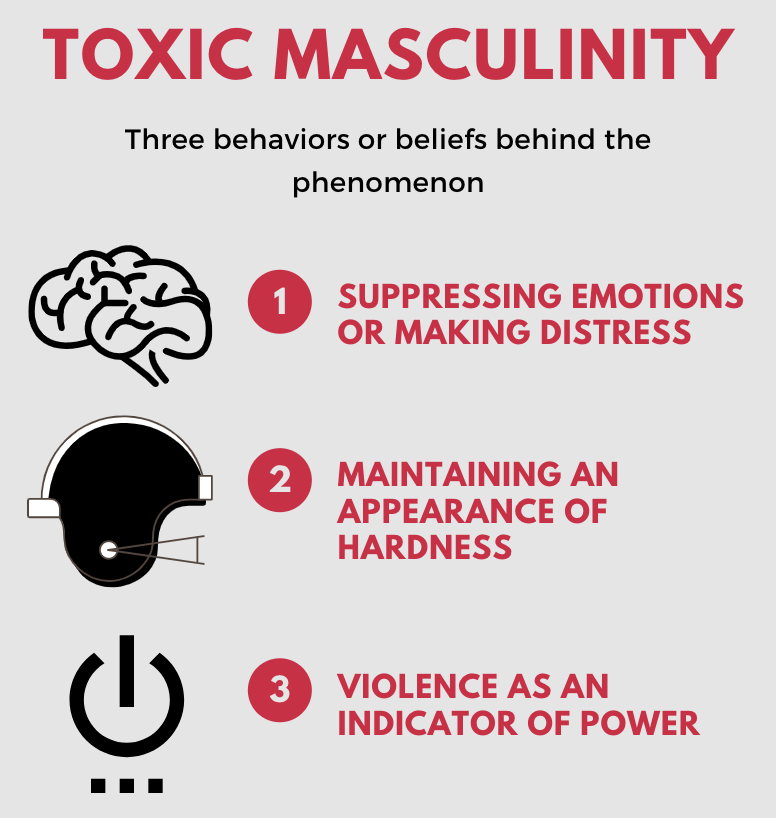 TOXIC MASCULINITY
Three behaviors or beliefs behind the
phenomenon
1
SUPPRESSING EMOTIONS
OR MAKING DISTRESS
2
MAINTAINING AN
APPEARANCE OF
HARDNESS
3
VIOLENCE AS AN
INDICATOR OF POWER